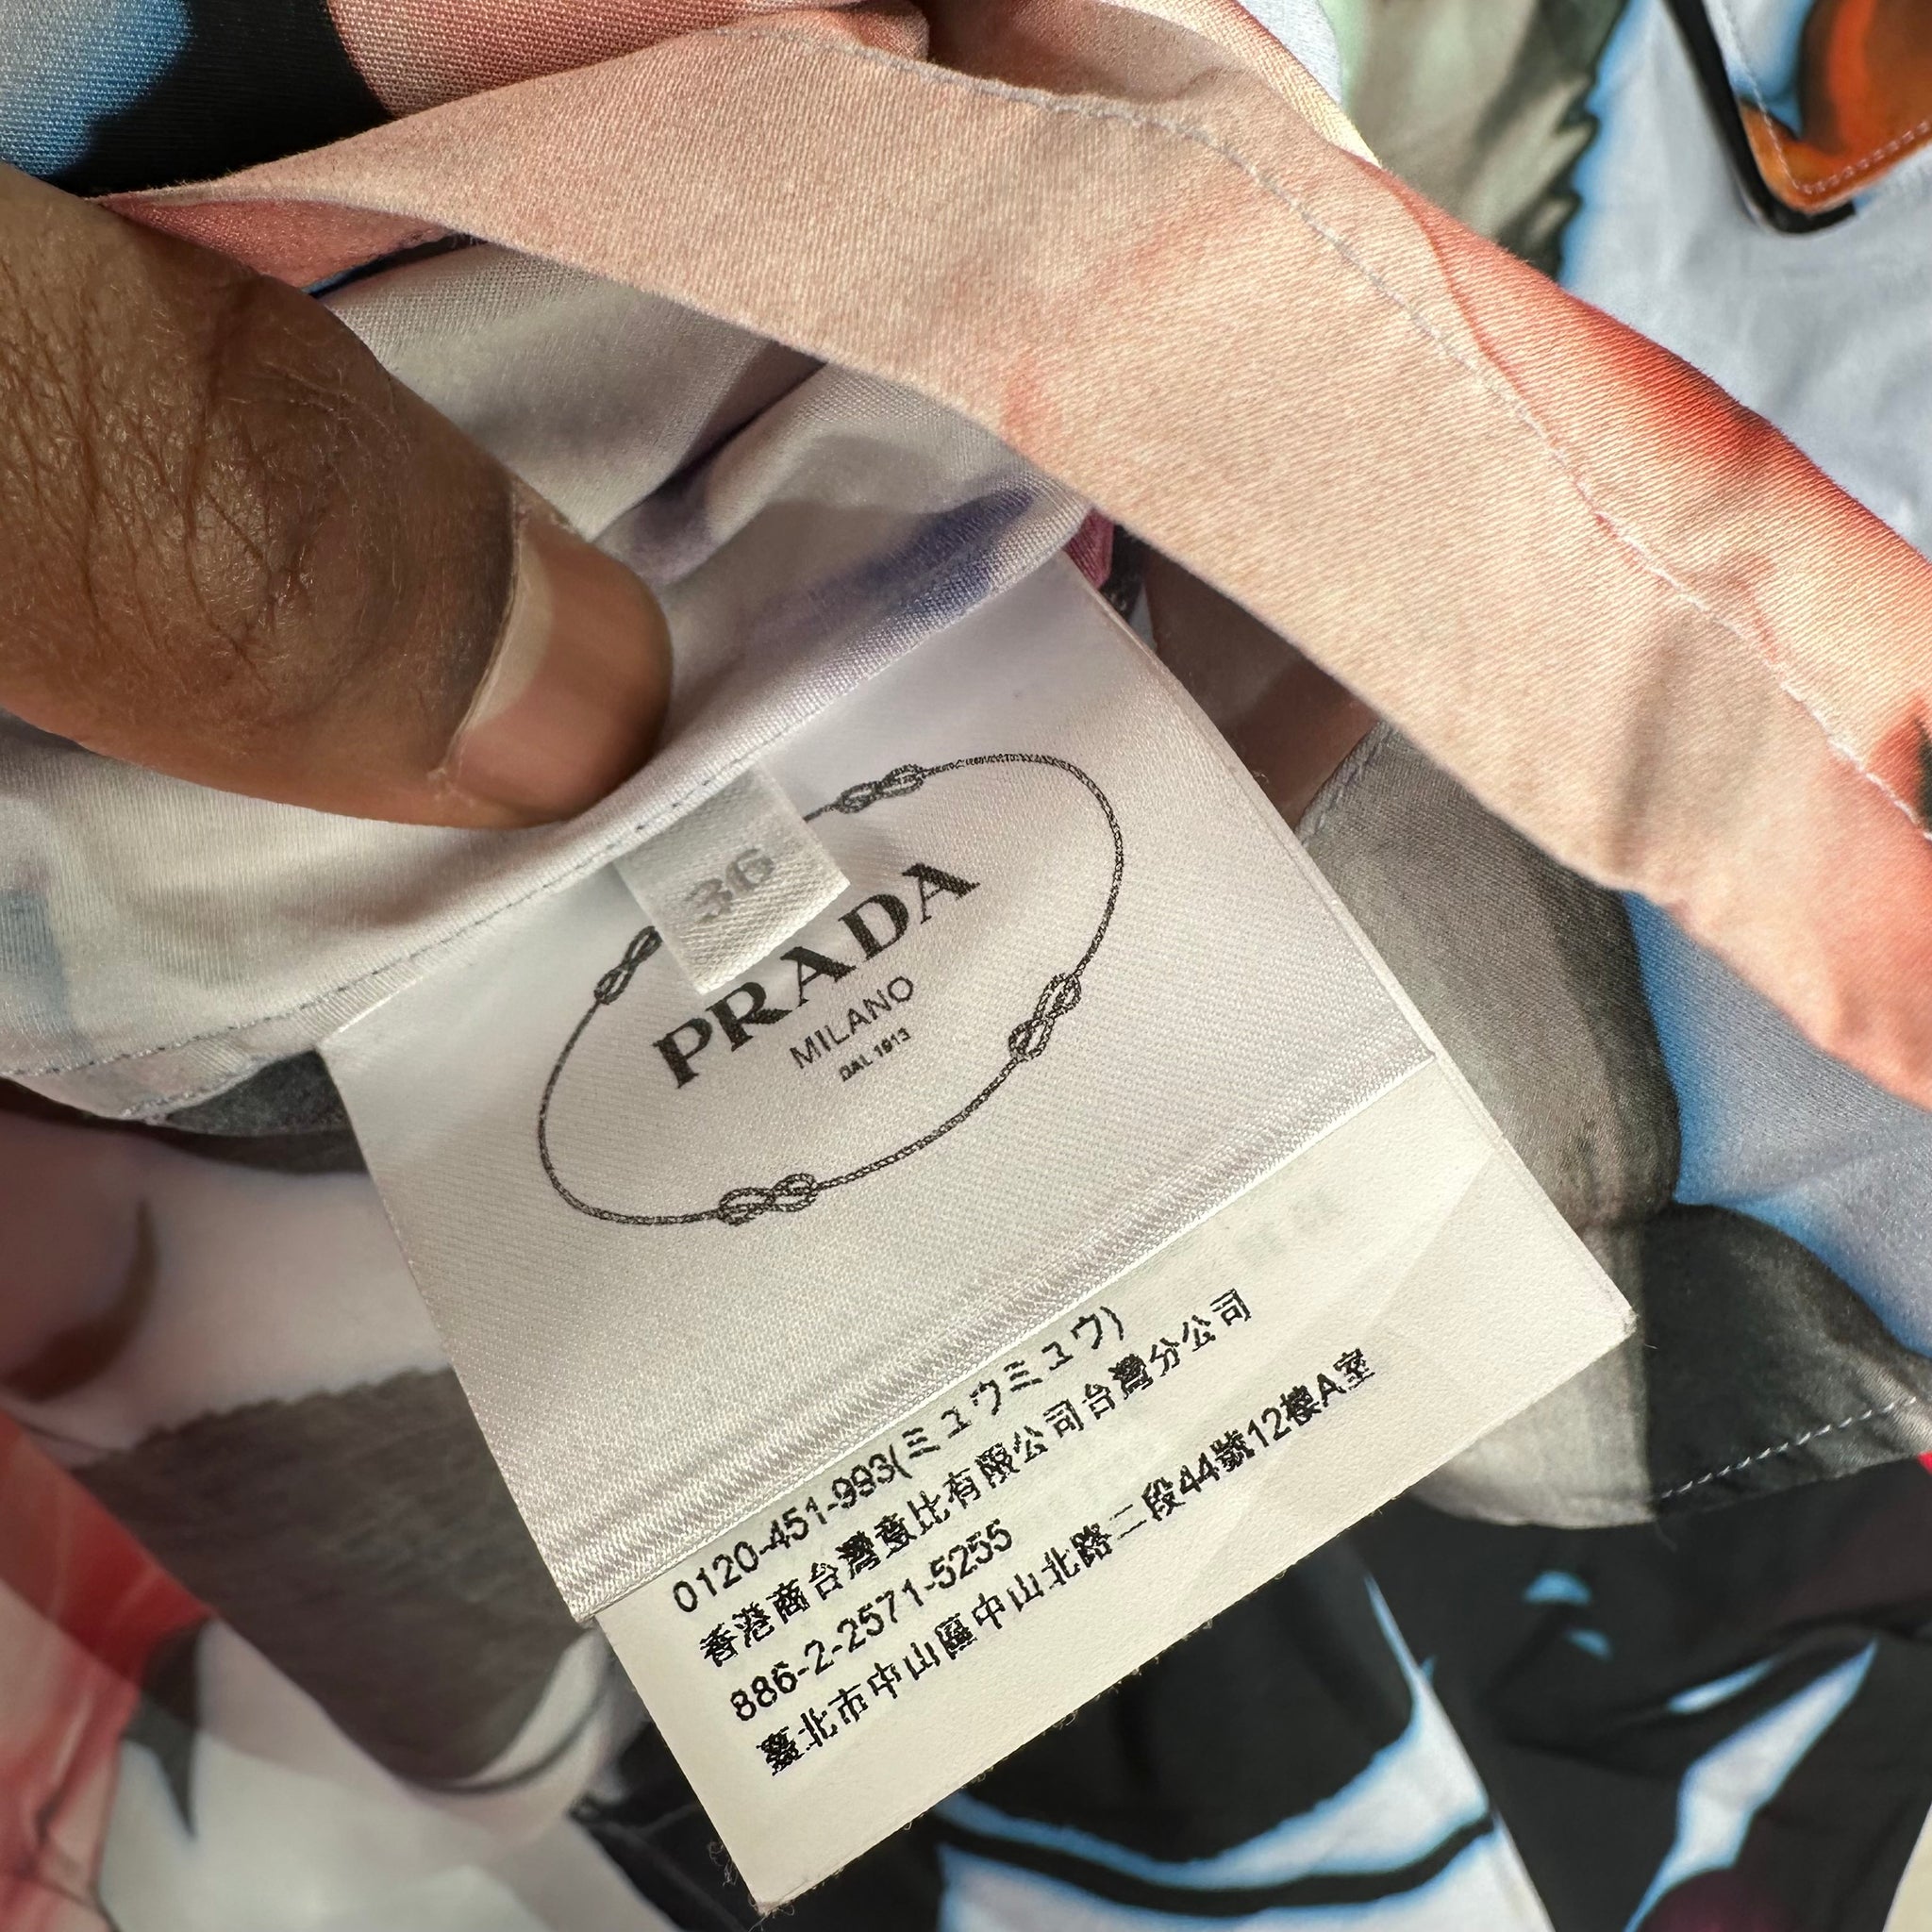 36
PRADA
MILANO
DAL 1913
0120-451-993(ミュウミュウ)
香港商台灣普比有限公司台灣分公司
886-2-2571-5255
臺北市中山區中山北路二段44號12樓A室